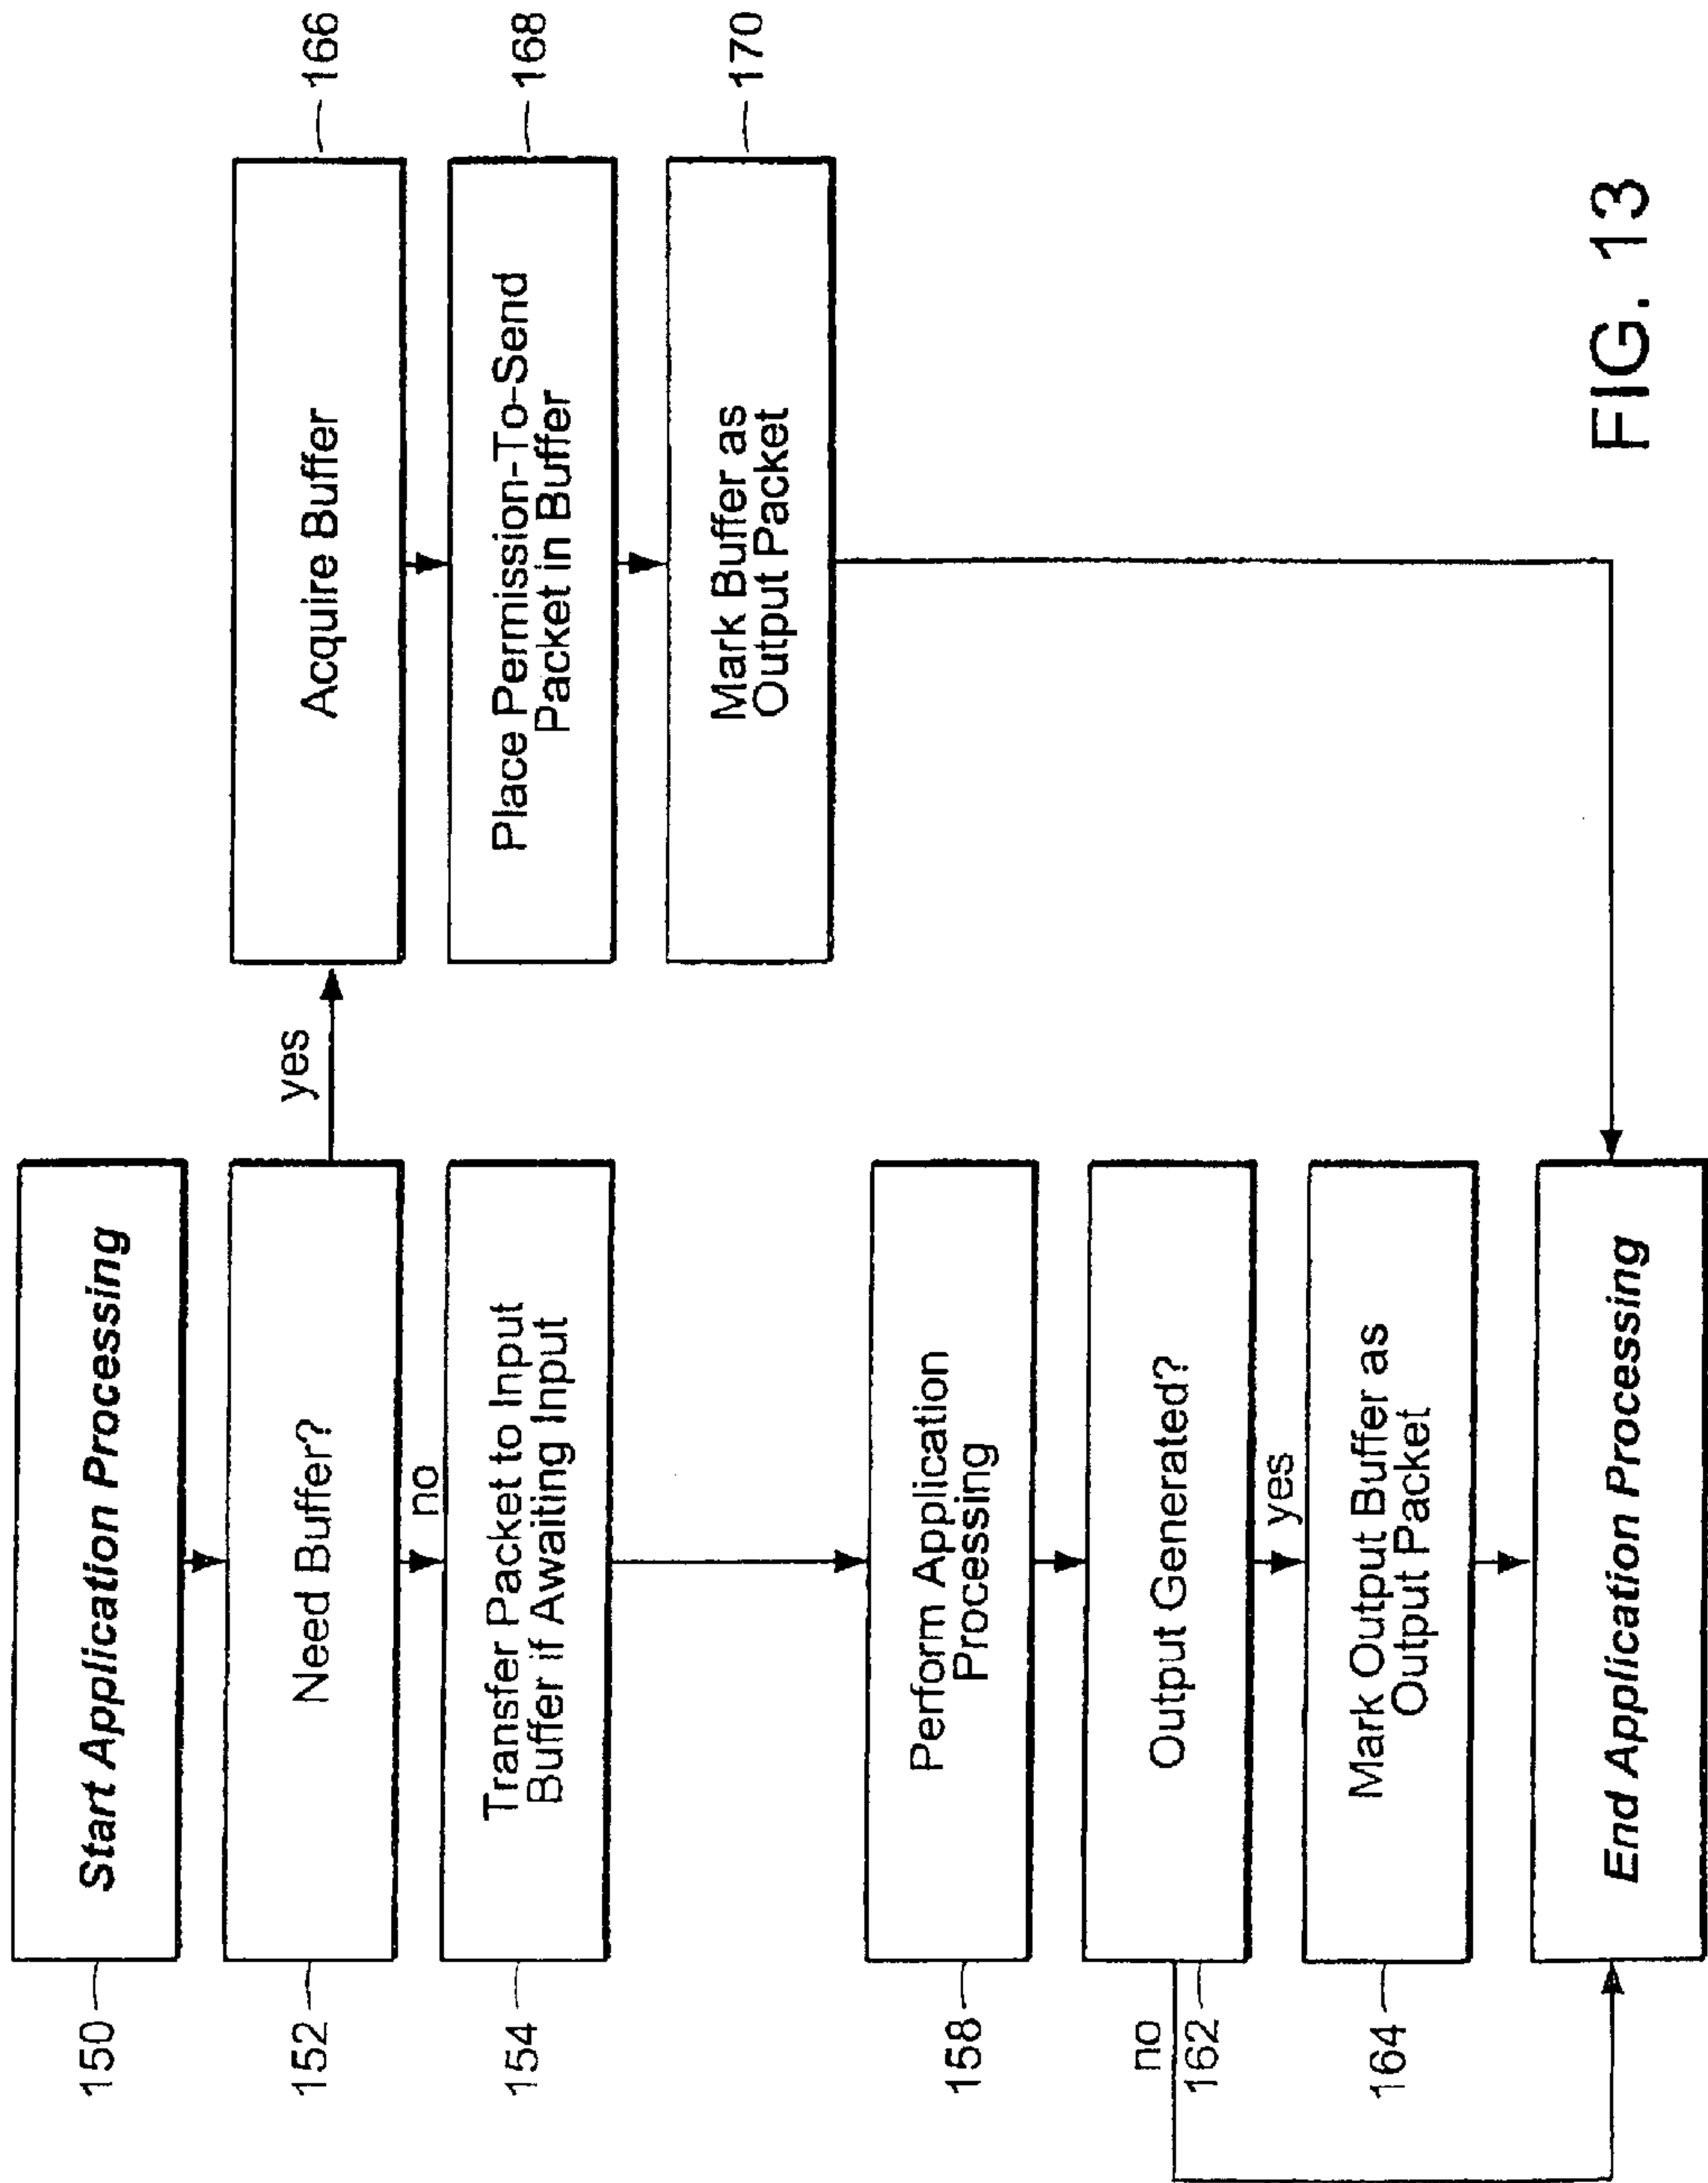 150
Start Application Processing
152
Need Buffer?
yes
no
154
Transfer Packet to Input
Buffer if Awaiting Input
158
Perform Application
Processing
162
Output Generated?
no
yes
164
Mark Output Buffer as
Output Packet
End Application Processing
Acquire Buffer
166
Place Permission-To-Send
Packet in Buffer
168
Mark Buffer as
Output Packet
170
FIG. 13